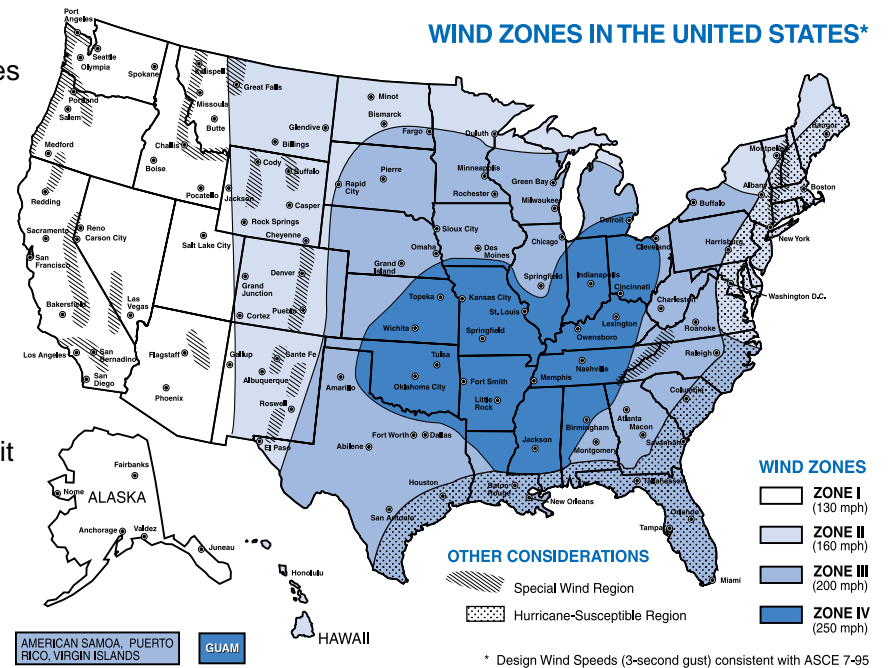 WIND ZONES IN THE UNITED STATES*
es
it
Port
Angeles
Seattle
Olympia
Spokane
Portland
Salem
Medford
Redding
Sacramento
San
Francisco
Reno
Carson City
Bakersfield
Las
Vegas
Los Angeles
San
Bernadino
San
Diego
Kalispell
Missoula
Butte
Challis
Boise
Pocatello
Jackson
Salt Lake City
Flagstaff
Phoenix
Great Falls
Glendive
Billings
Cody
Buffalo
Casper
Rock Springs
Cheyenne
Denver
Grand
Junction
Pueblo
Cortez
Gallup
Santa Fe
Albuquerque
Roswell
El Paso
Minot
Bismarck
Fargo
Duluth
Pierre
Rapid
City
Minneapolis
Rochester
Green Bay
Milwaukee
Sioux City
Omaha
Des
Moines
Grand
Island
Chicago
Detroit
Springfield
Indianapolis
Cincinnati
Cleveland
Topeka
Kansas City
St. Louis
Wichita
Springfield
Owensboro
Lexington
Charleston
Roanoke
Raleigh
Tulsa
Oklahoma City
Amarillo
Fort Smith
Little
Rock
Memphis
Nashville
Fort Worth
Dallas
Abilene
Jackson
Birmingham
Montgomery
Atlanta
Macon
Savannah
Columbia
Houston
San Antonio
Baton
Rouge
New Orleans
Tallahassee
Orlando
Tampa
Miami
Buffalo
Albany
Montpelier
Bangor
Boston
New York
Harrisburg
Washington D.C.
Fairbanks
Nome
ALASKA
Anchorage
Valdez
Juneau
Honolulu
HAWAII
AMERICAN SAMOA, PUERTO
RICO, VIRGIN ISLANDS
GUAM
OTHER CONSIDERATIONS
Special Wind Region
Hurricane-Susceptible Region
WIND ZONES
ZONE I
(130 mph)
ZONE II
(160 mph)
ZONE III
(200 mph)
ZONE IV
(250 mph)
* Design Wind Speeds (3-second gust) consistent with ASCE 7-95